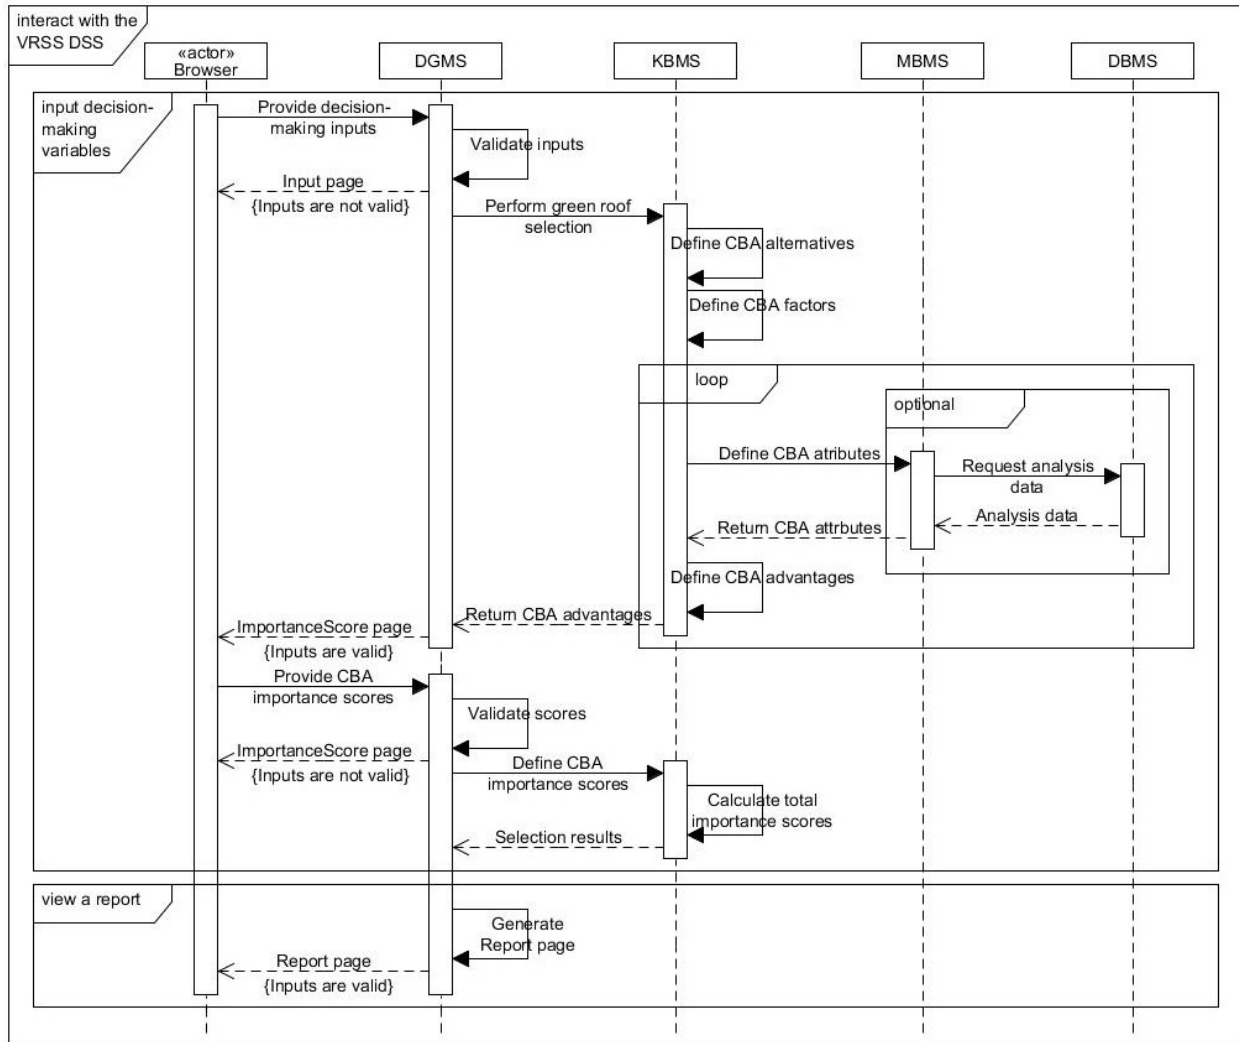 interact with the
VRSS DSS
«actor»
Browser
DGMS
KBMS
MBMS
DBMS
input decision-
making
variables
Provide decision-
making inputs
Validate inputs
Input page
{Inputs are not valid}
Perform green roof
selection
Define CBA alternatives
Define CBA factors
loop
optional
Define CBA atributes
Request analysis
data
Analysis data
Return CBA attrbutes
Define CBA advantages
Return CBA advantages
ImportanceScore page
{Inputs are valid}
Provide CBA
importance scores
Validate scores
ImportanceScore page
{Inputs are not valid}
Define CBA
importance scores
Calculate total
importance scores
Selection results
view a report
Generate
Report page
Report page
{Inputs are valid}